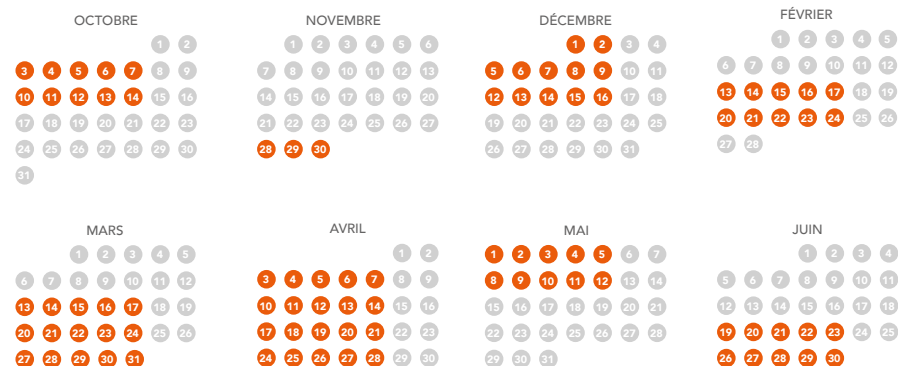 OCTOBRE
1 2
3 4 5 6 7 8 9
10 11 12 13 14 15 16
17 18 19 20 21 22 23
24 25 26 27 28 29 30
31
NOVEMBRE
1 2 3 4 5 6
7 8 9 10 11 12 13
14 15 16 17 18 19 20
21 22 23 24 25 26 27
28 29 30
DÉCEMBRE
1 2 3 4
5 6 7 8 9 10 11
12 13 14 15 16 17 18
19 20 21 22 23 24 25
26 27 28 29 30 31
FÉVRIER
1 2 3 4 5
6 7 8 9 10 11 12
13 14 15 16 17 18 19
20 21 22 23 24 25 26
27 28
MARS
1 2 3 4 5
6 7 8 9 10 11 12
13 14 15 16 17 18 19
20 21 22 23 24 25 26
27 28 29 30 31
AVRIL
1 2
3 4 5 6 7 8 9
10 11 12 13 14 15 16
17 18 19 20 21 22 23
24 25 26 27 28 29 30
MAI
1 2 3 4 5 6 7
8 9 10 11 12 13 14
15 16 17 18 19 20 21
22 23 24 25 26 27 28
29 30 31
JUIN
1 2 3 4
5 6 7 8 9 10 11
12 13 14 15 16 17 18
19 20 21 22 23 24 25
26 27 28 29 30